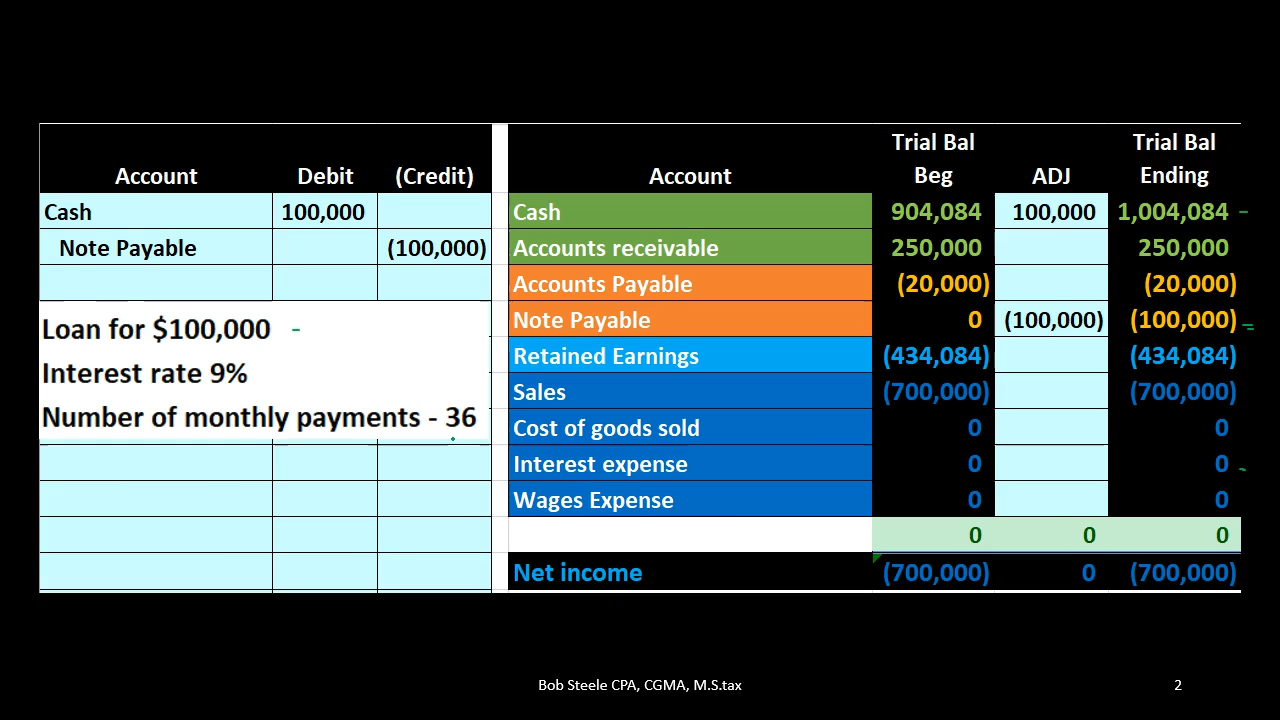 Account Debit (Credit)
Cash 100,000
Note Payable (100,000)
Loan for $100,000
Interest rate 9%
Number of monthly payments - 36
Account Trial Bal Beg ADJ Trial Bal Ending
Cash 904,084 100,000 1,004,084
Accounts receivable 250,000 250,000
Accounts Payable (20,000) (20,000)
Note Payable 0 (100,000) (100,000)
Retained Earnings (434,084) (434,084)
Sales (700,000) (700,000)
Cost of goods sold 0 0
Interest expense 0 0
Wages Expense 0 0
0 0 0
Net income (700,000) 0 (700,000)
Bob Steele CPA, CGMA, M.S.tax 2